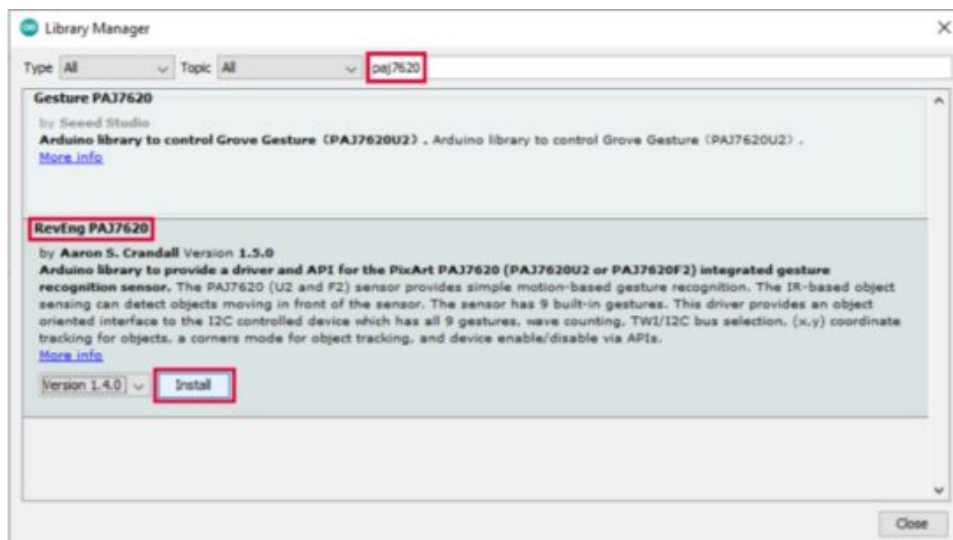 Library Manager
Type All Topic All paj7620
Gesture PAJ7620
by Seeed Studio
Arduino library to control Grove Gesture (PAJ7620U2) . Arduino library to control Grove Gesture (PAJ7620U2) .
More info
RevEng PAJ7620
by Aaron S. Crandall Version 1.5.0
Arduino library to provide a driver and API for the PixArt PAJ7620 (PAJ7620U2 or PAJ7620F2) integrated gesture
recognition sensor. The PAJ7620 (U2 and F2) sensor provides simple motion-based gesture recognition. The IR-based object
sensing can detect objects moving in front of the sensor. The sensor has 9 built-in gestures. This driver provides an object
oriented interface to the I2C controlled device which has all 9 gestures, wave counting, TWI/I2C bus selection, (x,y) coordinate
tracking for objects, a corners mode for object tracking, and device enable/disable via APIs.
More info
Version 1.4.0 Install
Close